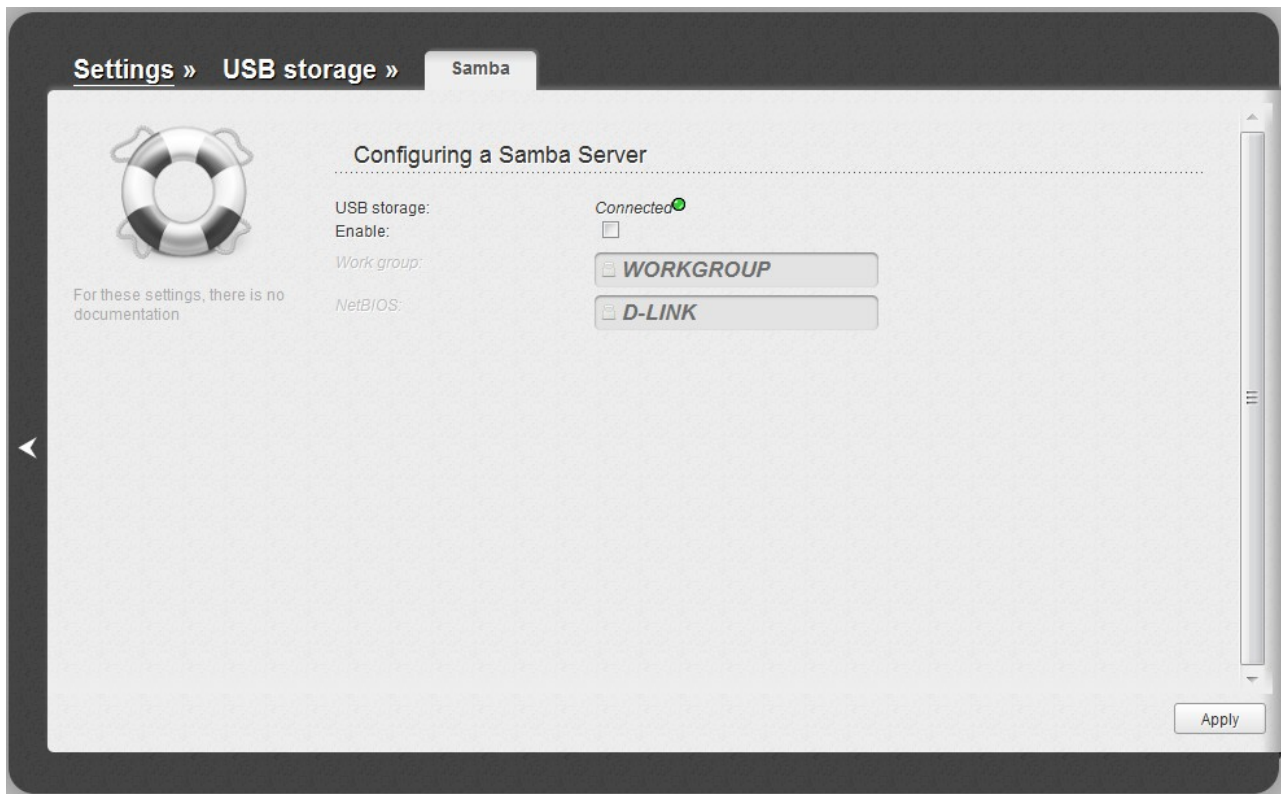 Settings » USB storage » Samba
Configuring a Samba Server
USB storage: Connected
Enable:
Work group: WORKGROUP
NetBIOS: D-LINK
For these settings, there is no
documentation
Apply